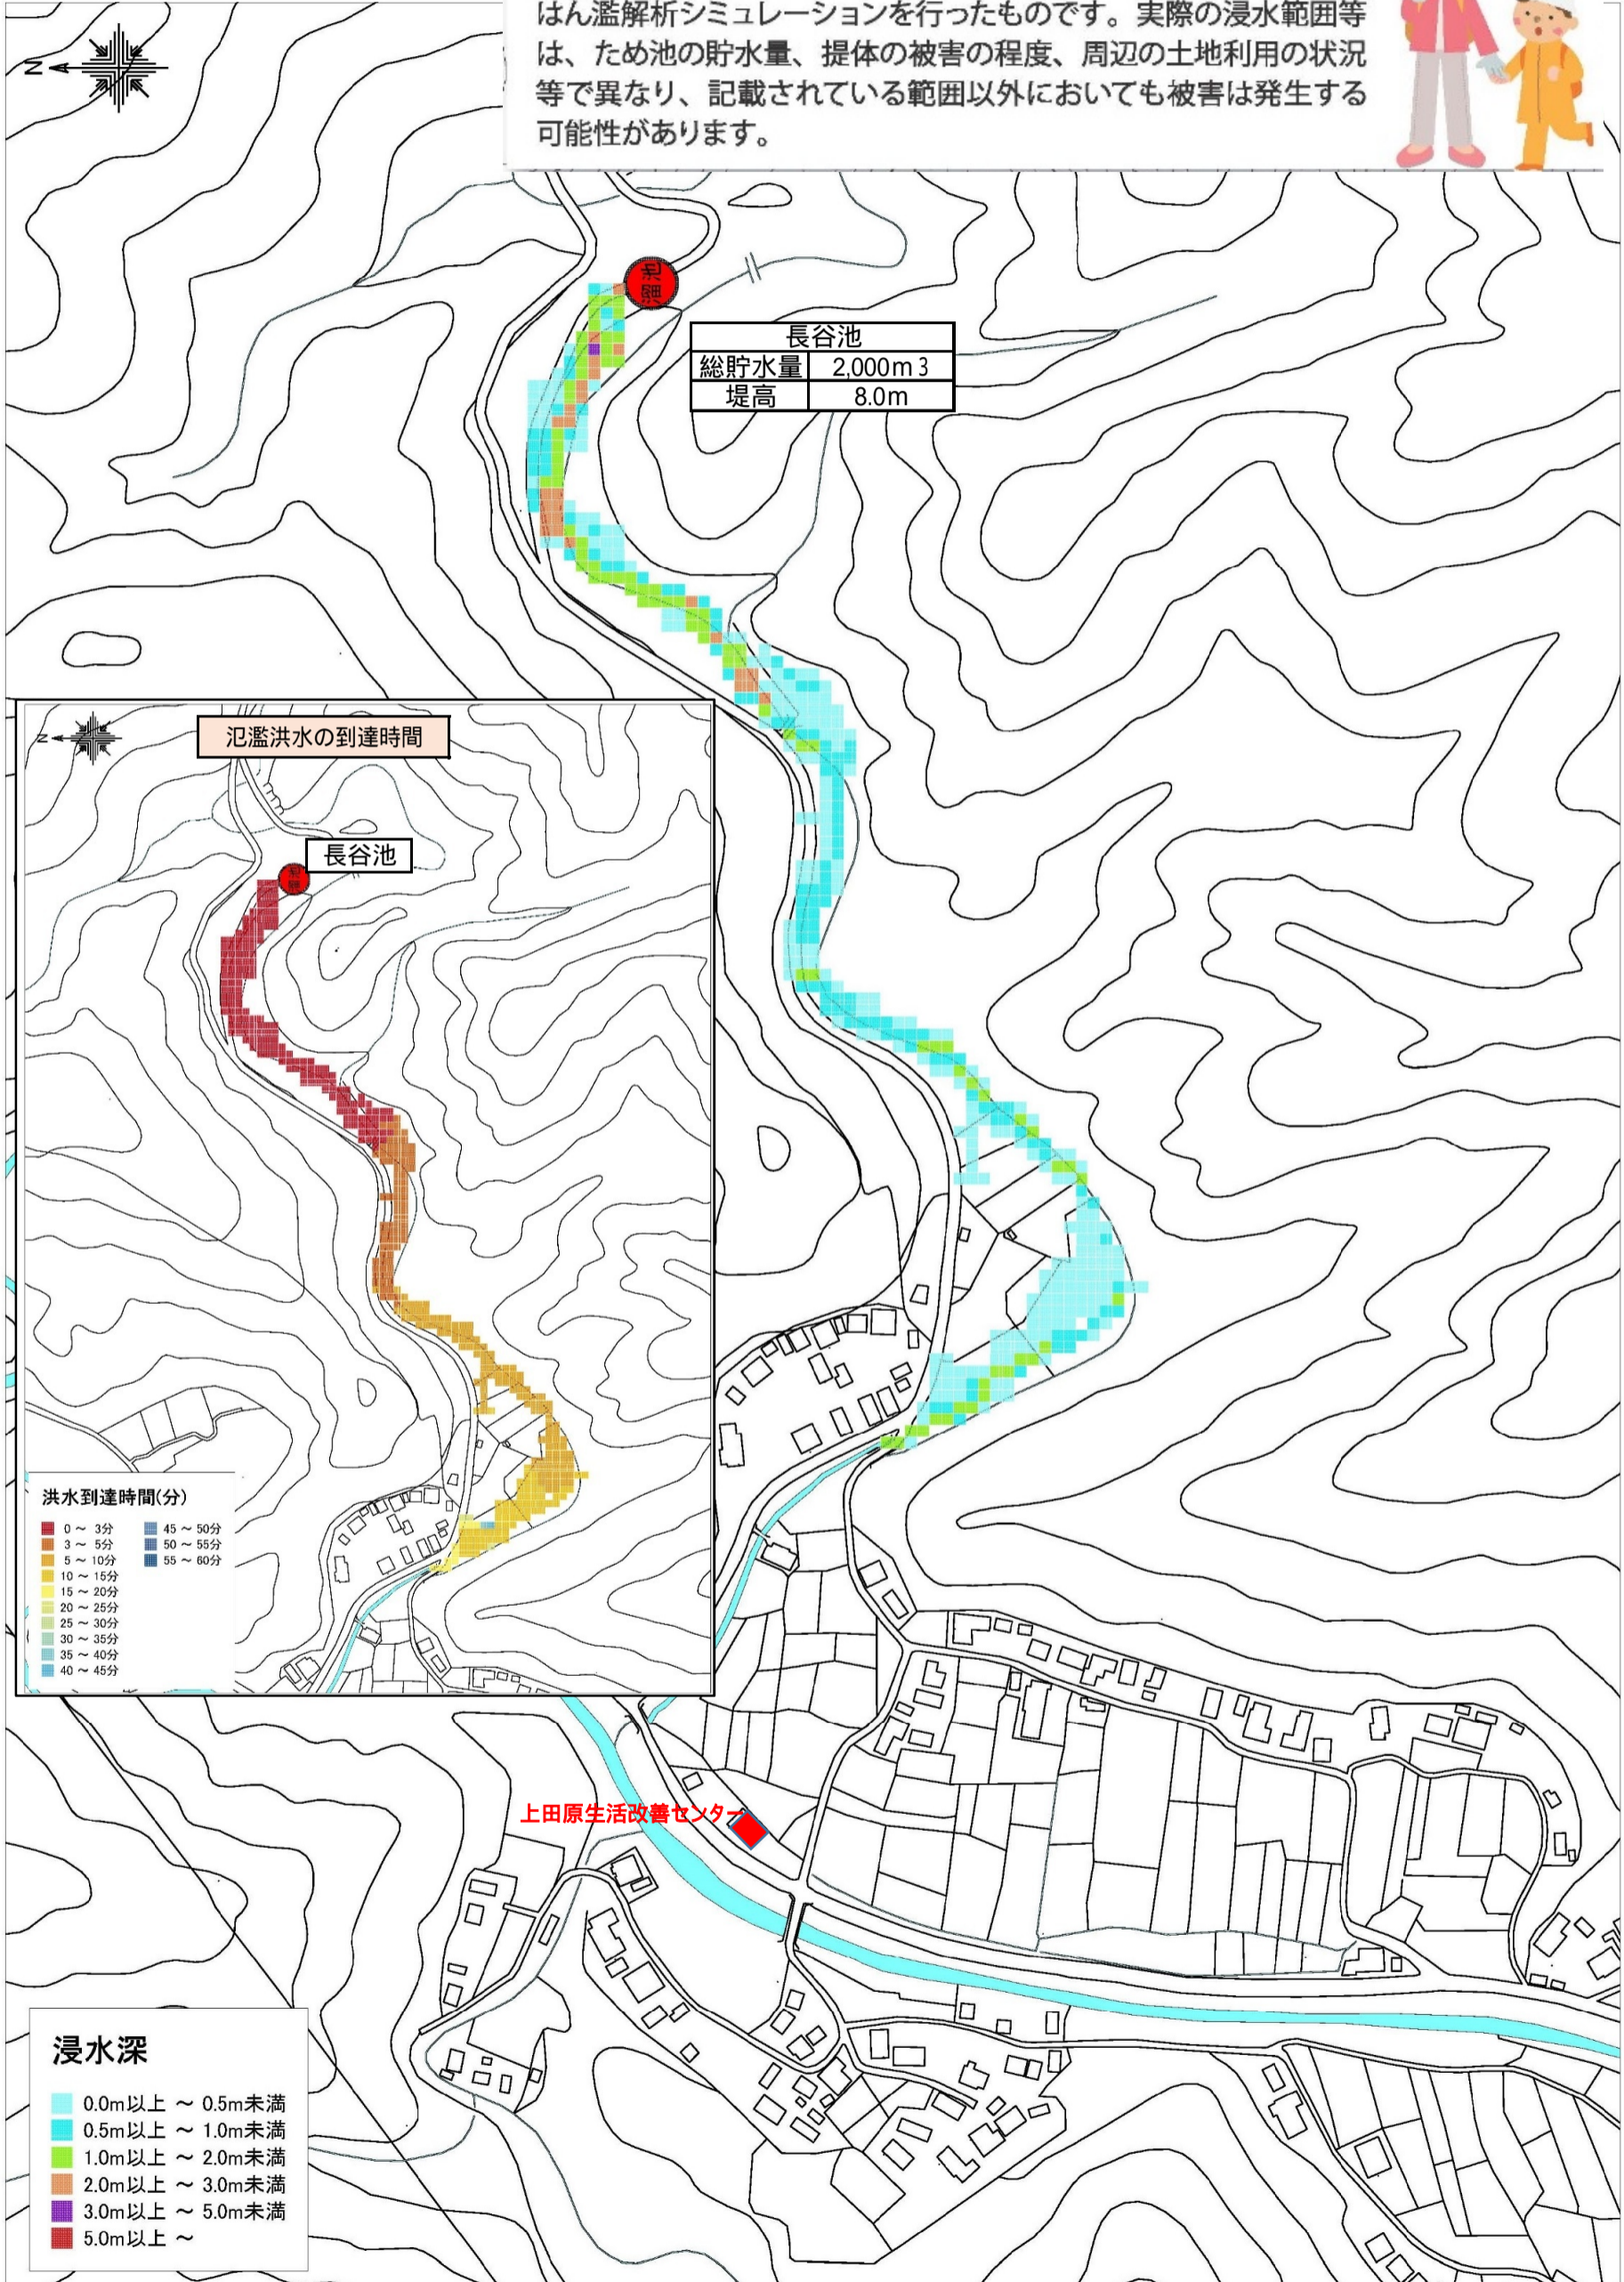 はん濫解析シミュレーションを行ったものです。実際の浸水範囲等
は、ため池の貯水量、提体の被害の程度、周辺の土地利用の状況
等で異なり、記載されている範囲以外においても被害は発生する
可能性があります。
N
長谷池
総貯水量 2,000m3
堤高 8.0m
N
氾濫洪水の到達時間
長谷池
洪水到達時間(分)
0 ～ 3分
3 ～ 5分
5 ～ 10分
10 ～ 15分
15 ～ 20分
20 ～ 25分
25 ～ 30分
30 ～ 35分
35 ～ 40分
40 ～ 45分
45 ～ 50分
50 ～ 55分
55 ～ 60分
上田原生活改善センター
浸水深
0.0m以上 ～ 0.5m未満
0.5m以上 ～ 1.0m未満
1.0m以上 ～ 2.0m未満
2.0m以上 ～ 3.0m未満
3.0m以上 ～ 5.0m未満
5.0m以上 ～